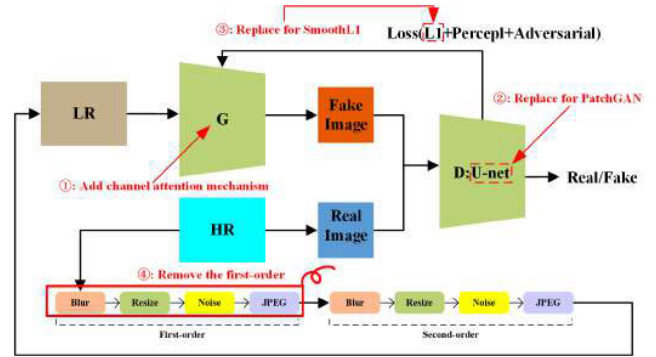 ③: Replace for SmoothL1
Loss(L1+Percepl+Adversarial)
LR
G
Fake
Image
②: Replace for PatchGAN
D:U-net
Real/Fake
①: Add channel attention mechanism
HR
Real
Image
④: Remove the first-order
Blur
Resize
Noise
JPEG
Blur
Resize
Noise
JPEG
First-order
Second-order